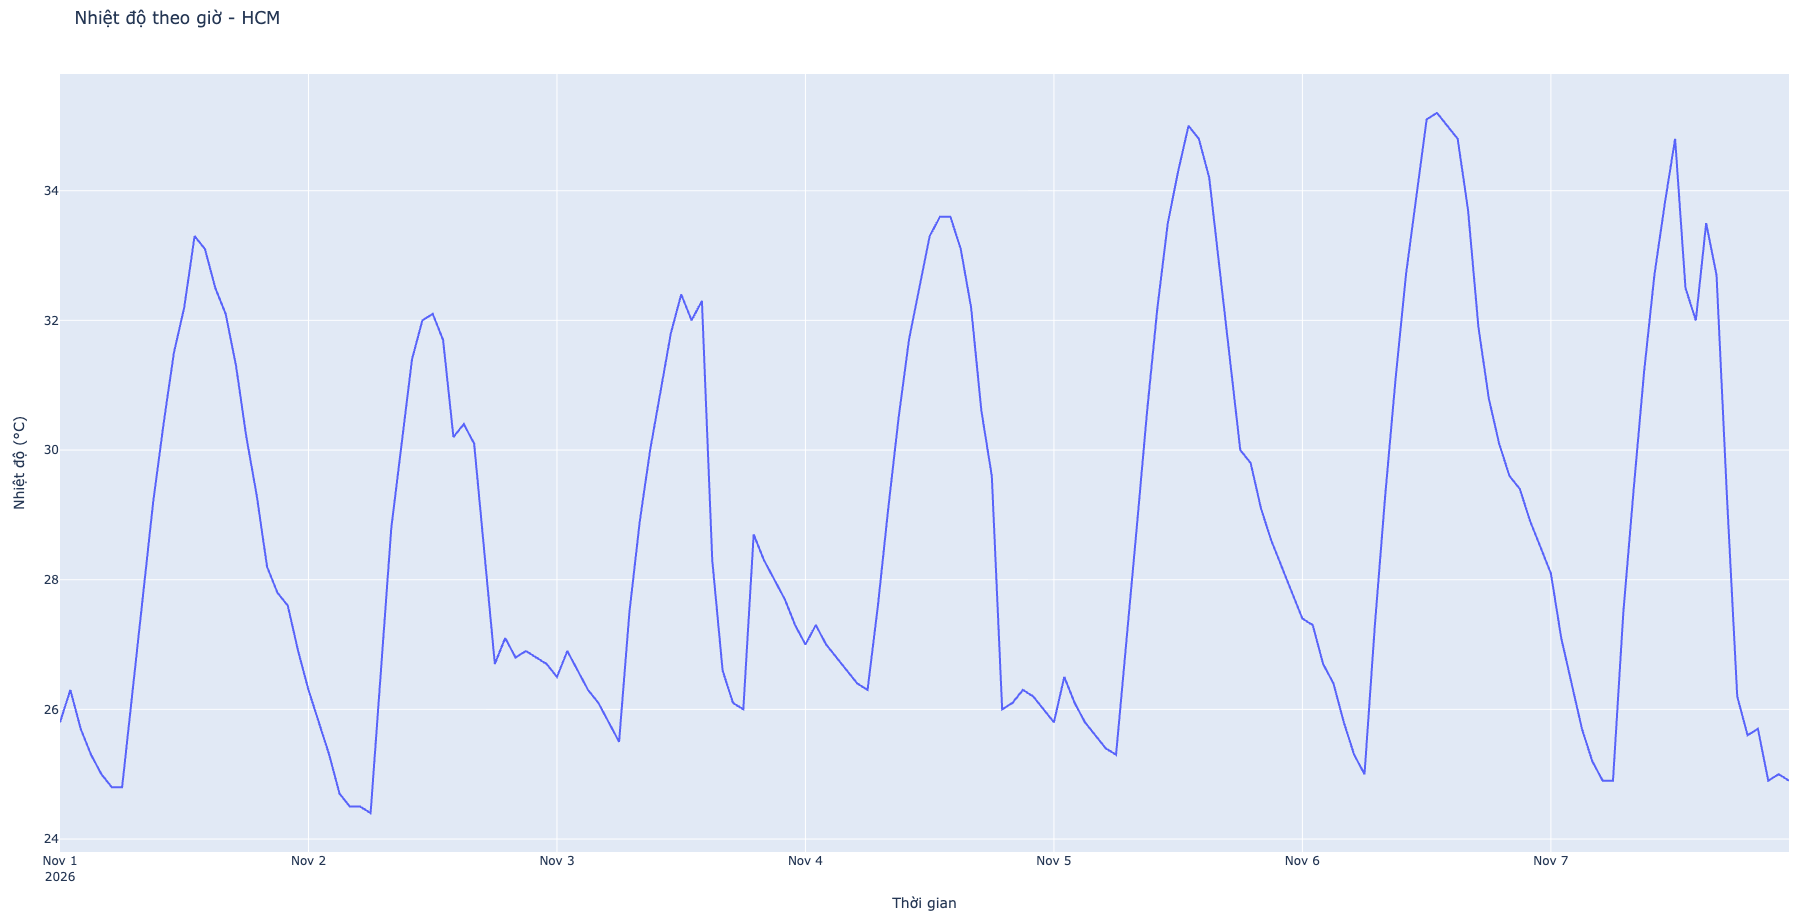 Nhiệt độ theo giờ - HCM
Nhiệt độ (°C)
34
32
30
28
26
24
Nov 1
2026
Nov 2
Nov 3
Nov 4
Nov 5
Nov 6
Nov 7
Thời gian